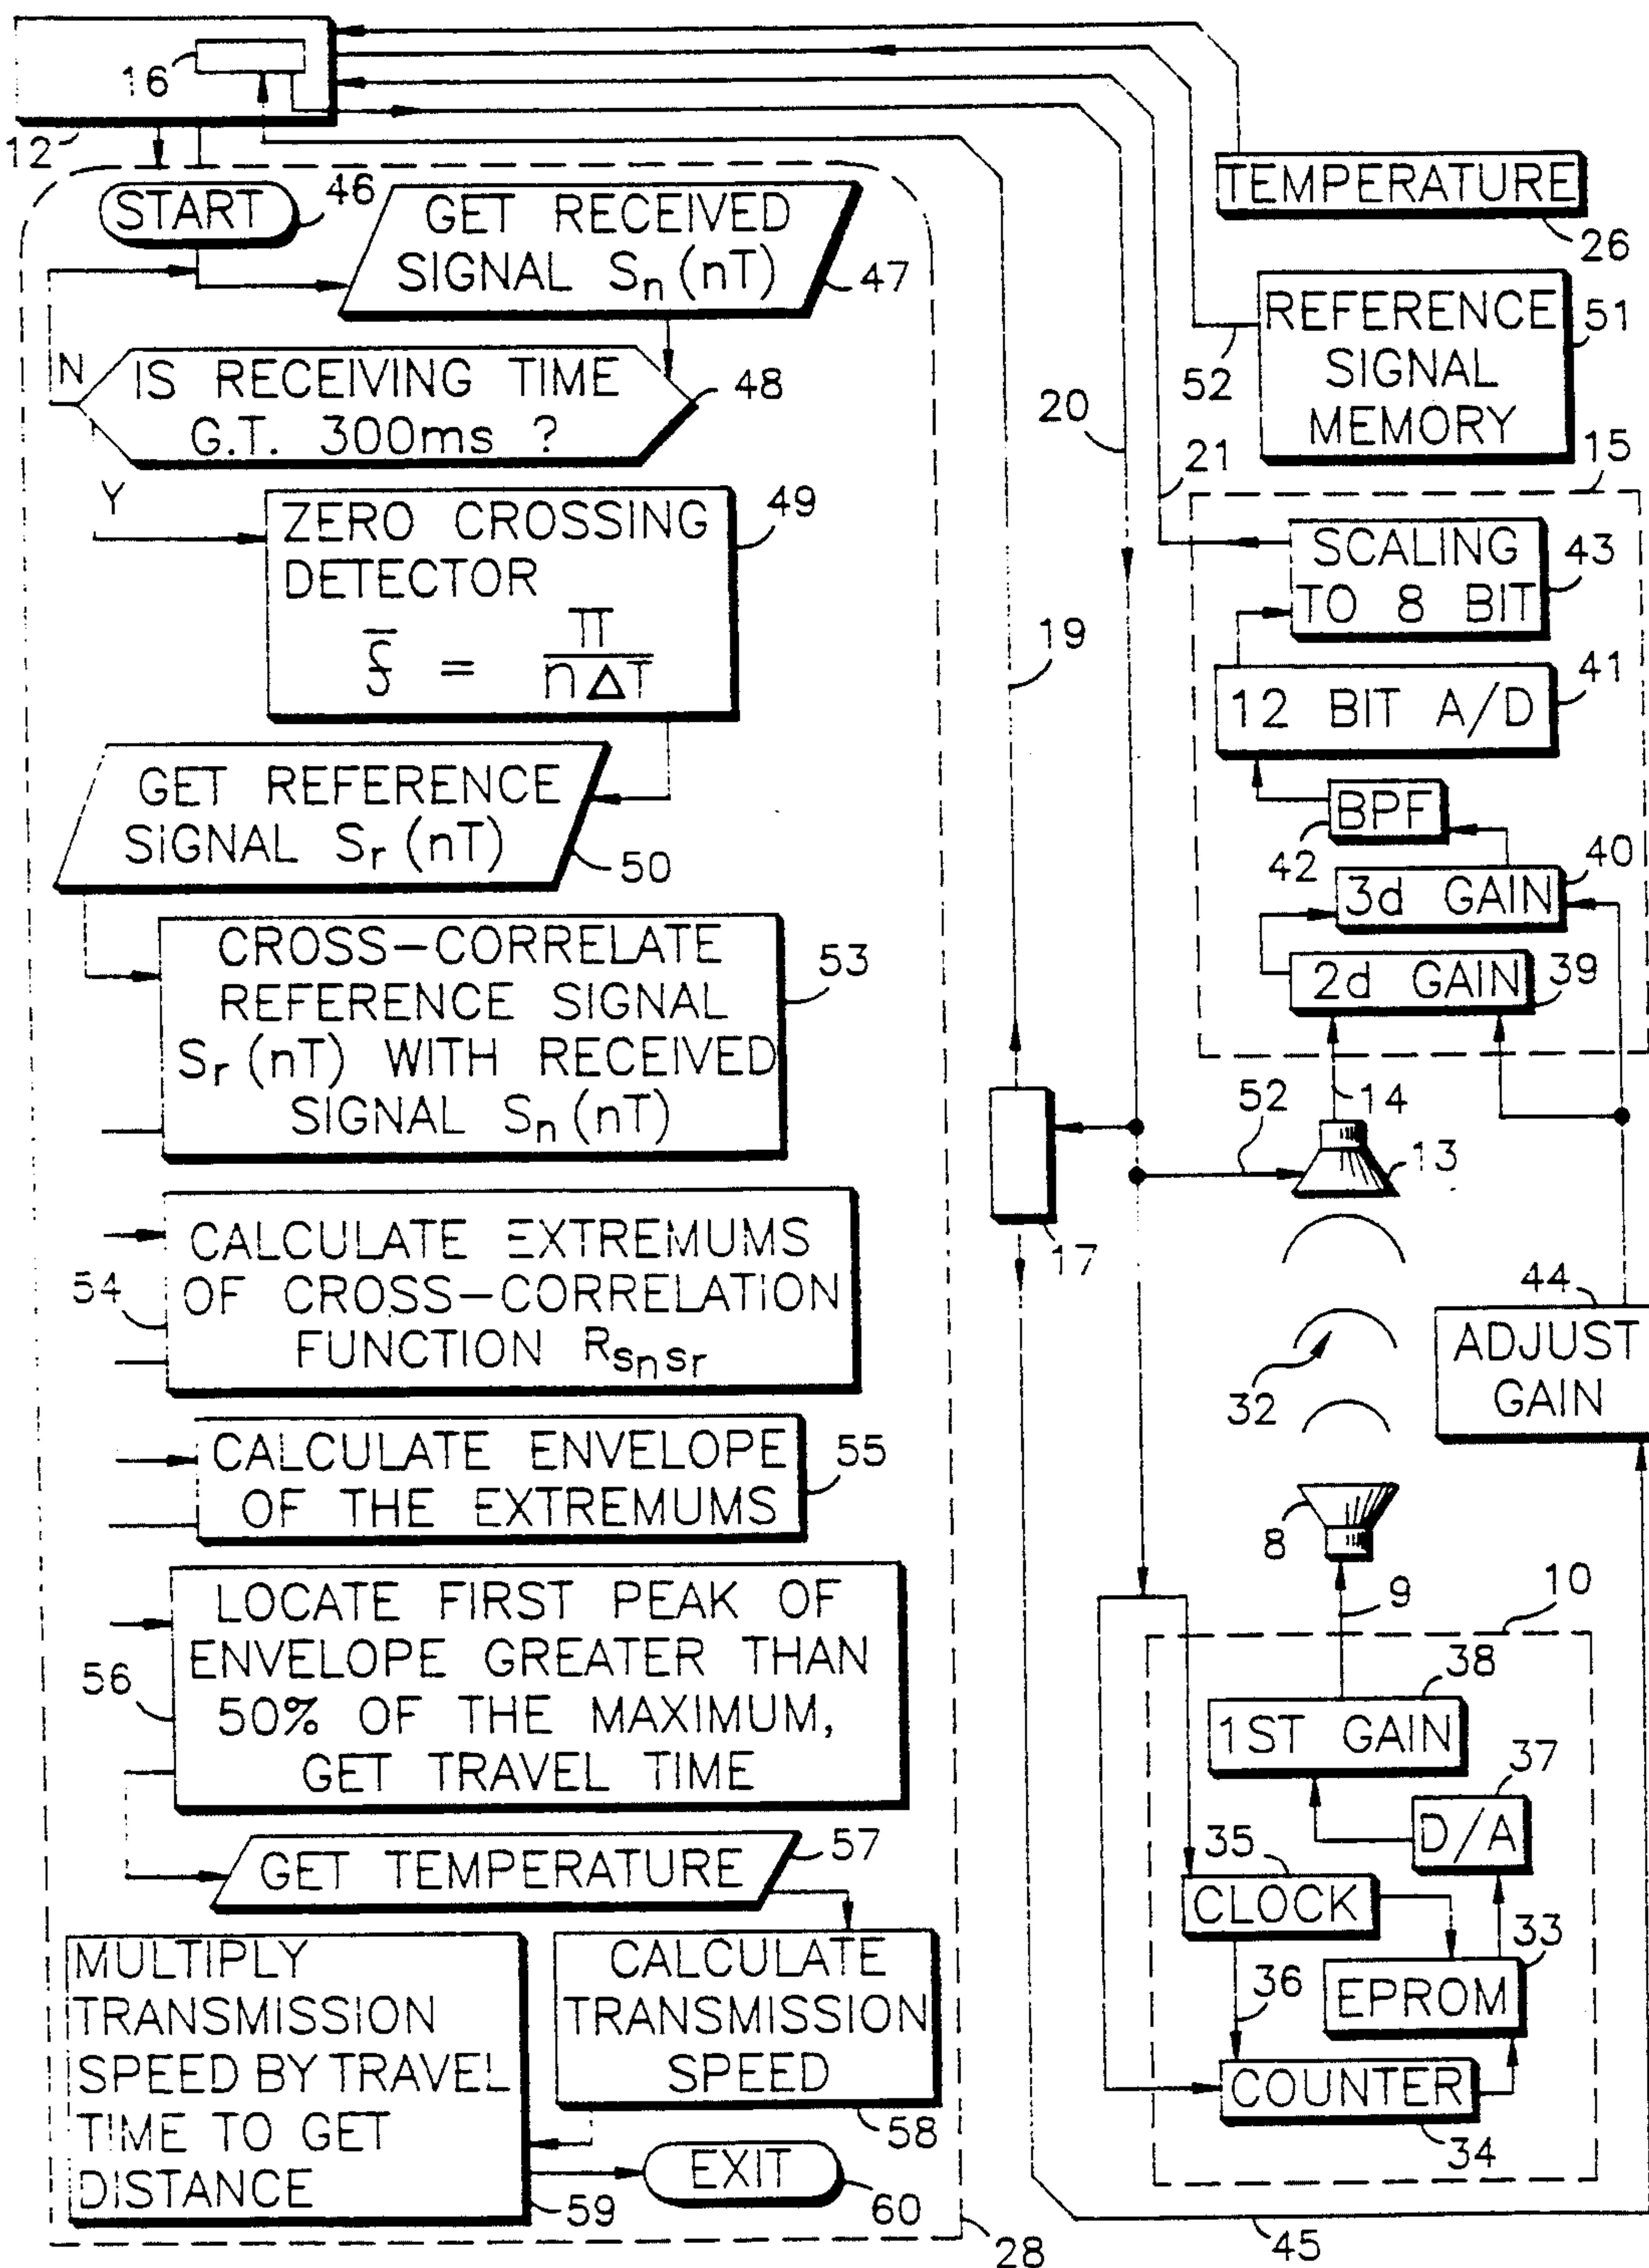 16
12
START
46
GET RECEIVED
SIGNAL Sn (nT)
47
N
IS RECEIVING TIME
G.T. 300ms ?
48
Y
ZERO CROSSING
DETECTOR
f̅ = π / nΔT
49
GET REFERENCE
SIGNAL Sr (nT)
50
CROSS-CORRELATE
REFERENCE SIGNAL
Sr (nT) WITH RECEIVED
SIGNAL Sn (nT)
53
CALCULATE EXTREMUMS
OF CROSS-CORRELATION
FUNCTION Rsnsr
54
CALCULATE ENVELOPE
OF THE EXTREMUMS
55
LOCATE FIRST PEAK OF
ENVELOPE GREATER THAN
50% OF THE MAXIMUM,
GET TRAVEL TIME
56
GET TEMPERATURE
57
CALCULATE
TRANSMISSION
SPEED
58
MULTIPLY
TRANSMISSION
SPEED BY TRAVEL
TIME TO GET
DISTANCE
59
EXIT
60
28
TEMPERATURE
26
REFERENCE
SIGNAL
MEMORY
51
52
20
21
19
15
SCALING
TO 8 BIT
43
12 BIT A/D
41
BPF
42
3d GAIN
40
2d GAIN
39
14
52
13
17
32
44
ADJUST
GAIN
8
9
10
38
1ST GAIN
37
D/A
35
CLOCK
33
EPROM
36
COUNTER
34
45